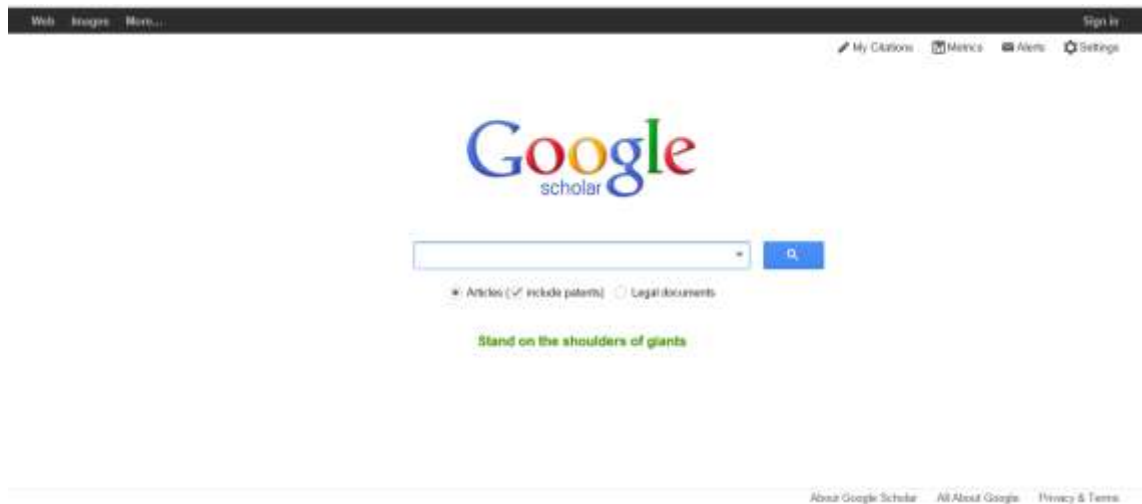 Web Images More... Sign in
My Citations Metrics Alerts Settings
Google
scholar
Articles (include patents) Legal documents
Stand on the shoulders of giants
About Google Scholar All About Google Privacy & Terms